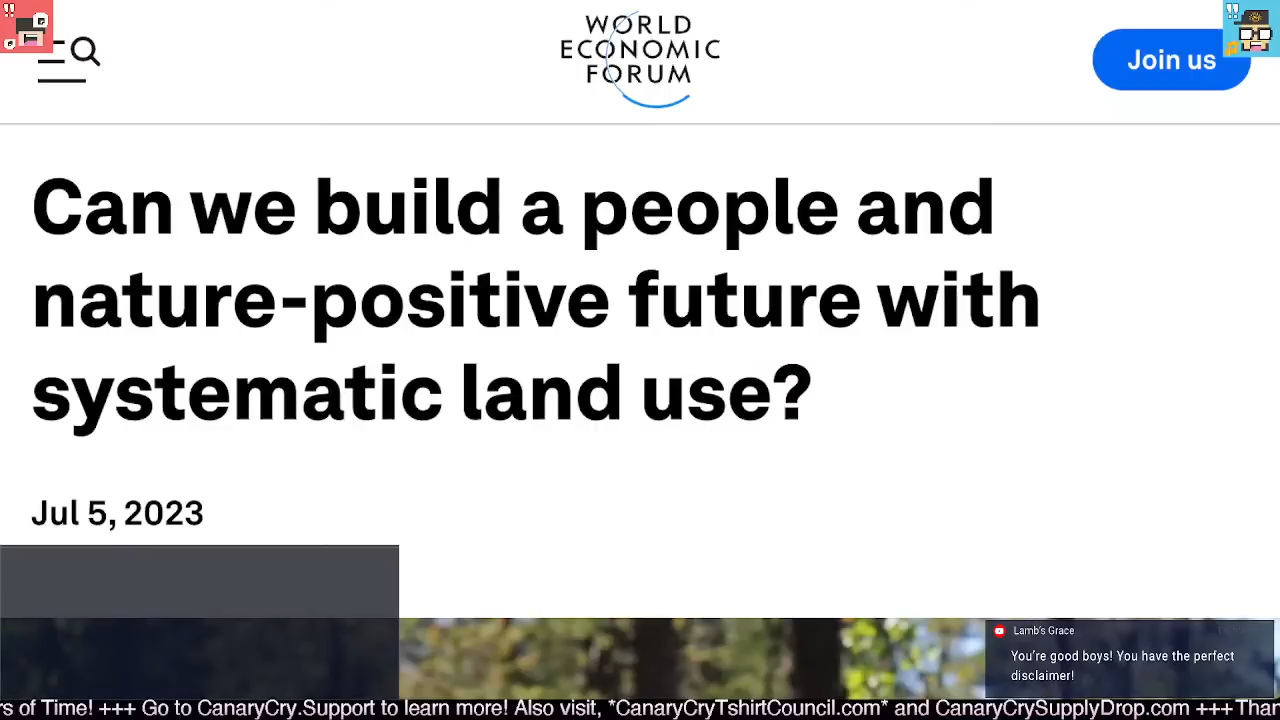 WORLD
ECONOMIC
FORUM
Join us
Can we build a people and
nature-positive future with
systematic land use?
Jul 5, 2023
Lamb's Grace
You're good boys! You have the perfect
disclaimer!
rs of Time! +++ Go to CanaryCry.Support to learn more! Also visit, *CanaryCryTshirtCouncil.com* and CanaryCrySupplyDrop.com +++ Than